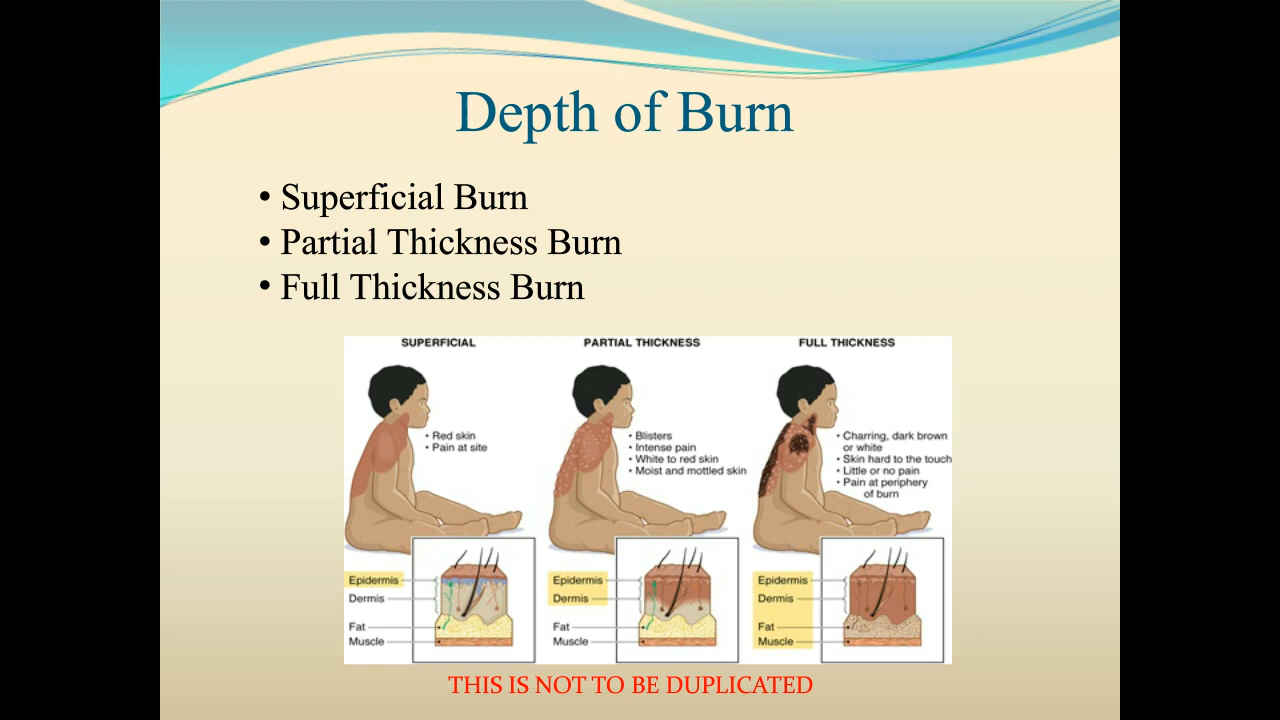 Depth of Burn
• Superficial Burn
• Partial Thickness Burn
• Full Thickness Burn
SUPERFICIAL
• Red skin
• Pain at site
Epidermis
Dermis
Fat
Muscle
PARTIAL THICKNESS
• Blisters
• Intense pain
• White to red skin
• Moist and mottled skin
Epidermis
Dermis
Fat
Muscle
FULL THICKNESS
• Charring, dark brown
or white
• Skin hard to the touch
• Little or no pain
• Pain at periphery
of burn
Epidermis
Dermis
Fat
Muscle
THIS IS NOT TO BE DUPLICATED